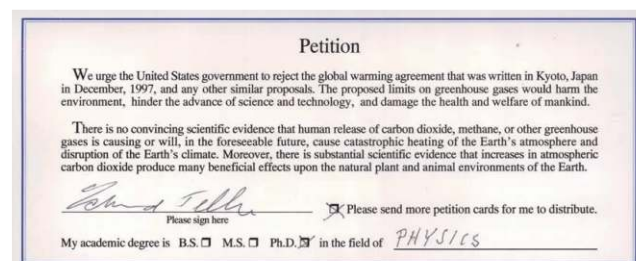 Petition
We urge the United States government to reject the global warming agreement that was written in Kyoto, Japan
in December, 1997, and any other similar proposals. The proposed limits on greenhouse gases would harm the
environment, hinder the advance of science and technology, and damage the health and welfare of mankind.
There is no convincing scientific evidence that human release of carbon dioxide, methane, or other greenhouse
gases is causing or will, in the foreseeable future, cause catastrophic heating of the Earth's atmosphere and
disruption of the Earth's climate. Moreover, there is substantial scientific evidence that increases in atmospheric
carbon dioxide produce many beneficial effects upon the natural plant and animal environments of the Earth.
Edward Teller
Please sign here
Please send more petition cards for me to distribute.
My academic degree is B.S. M.S. Ph.D. in the field of PHYSICS